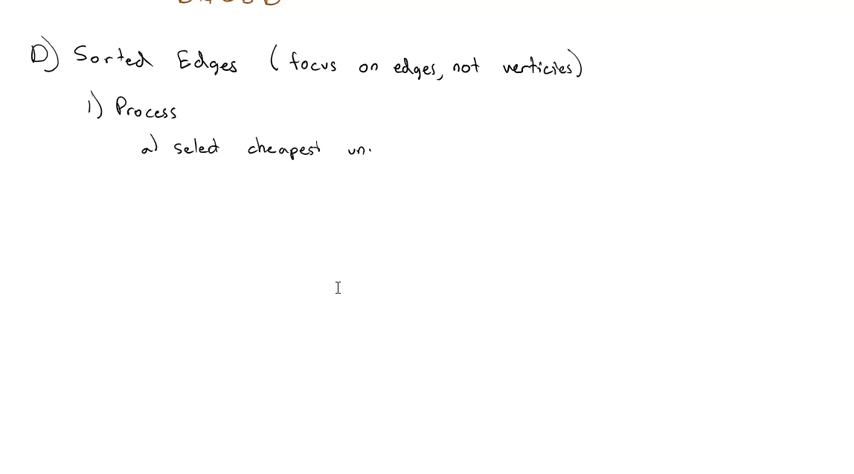 D) Sorted Edges (focus on edges, not verticies)
1) Process
a) select cheapest un